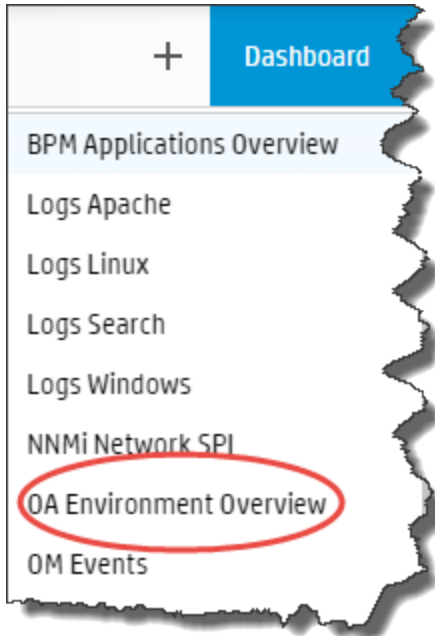 + Dashboard
BPM Applications Overview
Logs Apache
Logs Linux
Logs Search
Logs Windows
NNMi Network SPI
OA Environment Overview
OM Events